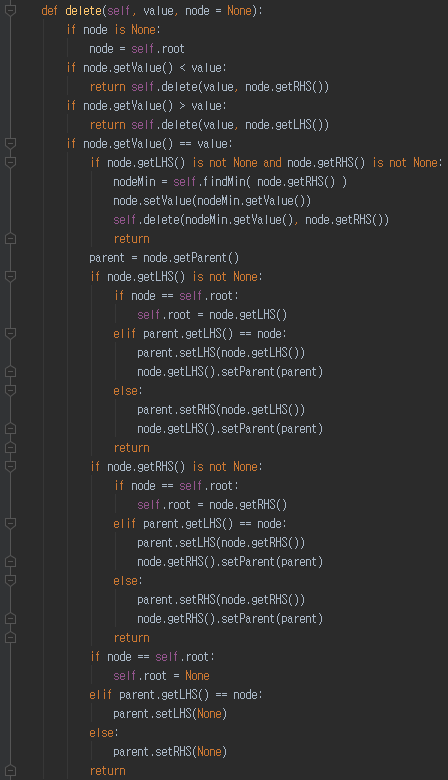 def delete(self, value, node = None):
    if node is None:
        node = self.root
    if node.getValue() < value:
        return self.delete(value, node.getRHS())
    if node.getValue() > value:
        return self.delete(value, node.getLHS())
    if node.getValue() == value:
        if node.getLHS() is not None and node.getRHS() is not None:
            nodeMin = self.findMin( node.getRHS() )
            node.setValue(nodeMin.getValue())
            self.delete(nodeMin.getValue(), node.getRHS())
            return
        parent = node.getParent()
        if node.getLHS() is not None:
            if node == self.root:
                self.root = node.getLHS()
            elif parent.getLHS() == node:
                parent.setLHS(node.getLHS())
                node.getLHS().setParent(parent)
            else:
                parent.setRHS(node.getLHS())
                node.getLHS().setParent(parent)
            return
        if node.getRHS() is not None:
            if node == self.root:
                self.root = node.getRHS()
            elif parent.getLHS() == node:
                parent.setLHS(node.getRHS())
                node.getRHS().setParent(parent)
            else:
                parent.setRHS(node.getRHS())
                node.getRHS().setParent(parent)
            return
        if node == self.root:
            self.root = None
        elif parent.getLHS() == node:
            parent.setLHS(None)
        else:
            parent.setRHS(None)
        return